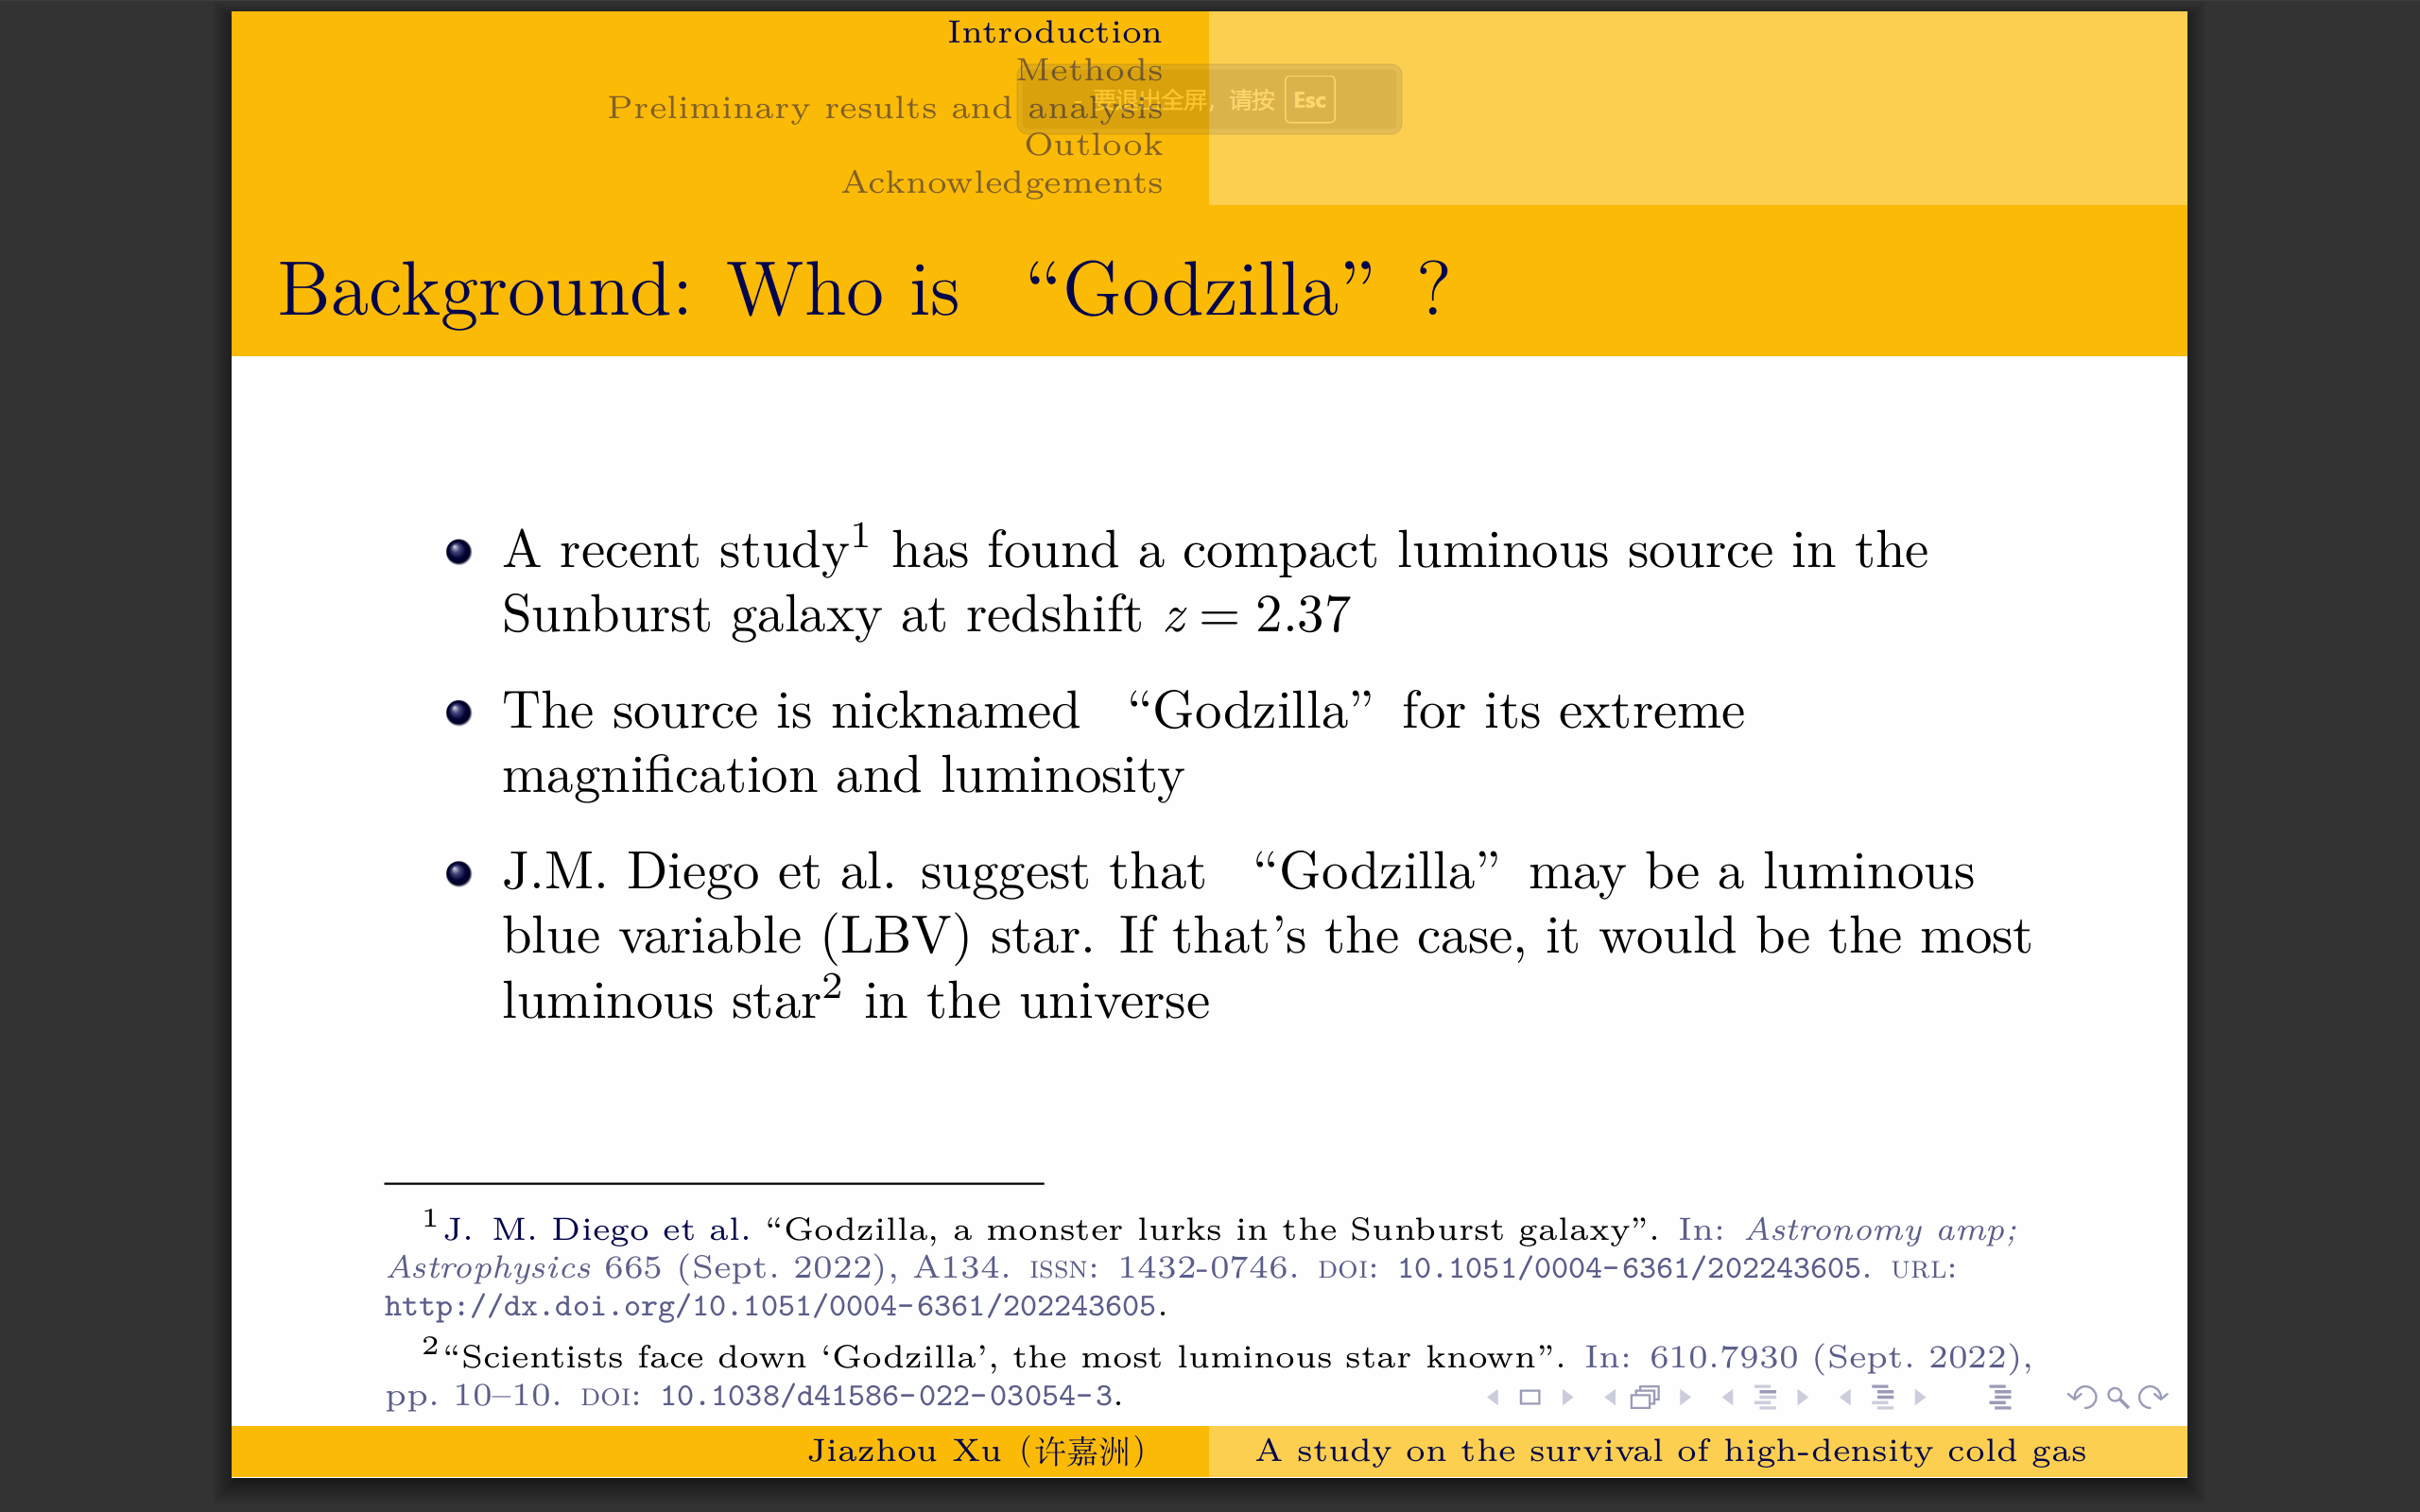 Introduction
Methods
要退出全屏，请按 Esc
Preliminary results and analysis
Outlook
Acknowledgements
Background: Who is “Godzilla” ?
A recent study1 has found a compact luminous source in the
Sunburst galaxy at redshift z = 2.37
The source is nicknamed “Godzilla” for its extreme
magnification and luminosity
J.M. Diego et al. suggest that “Godzilla” may be a luminous
blue variable (LBV) star. If that’s the case, it would be the most
luminous star2 in the universe
1 J. M. Diego et al. “Godzilla, a monster lurks in the Sunburst galaxy”. In: Astronomy amp;
Astrophysics 665 (Sept. 2022), A134. ISSN: 1432-0746. DOI: 10.1051/0004-6361/202243605. URL:
http://dx.doi.org/10.1051/0004-6361/202243605.
2 “Scientists face down ‘Godzilla’, the most luminous star known”. In: 610.7930 (Sept. 2022),
pp. 10–10. DOI: 10.1038/d41586-022-03054-3.
Jiazhou Xu (许嘉洲)
A study on the survival of high-density cold gas